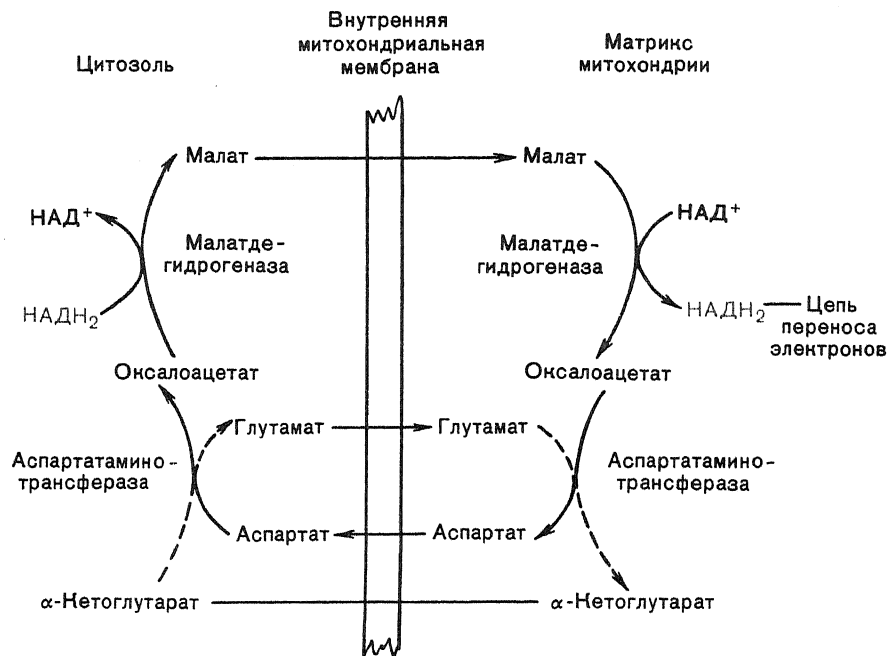 Цитозоль
Внутренняя
митохондриальная
мембрана
Матрикс
митохондрии
Малат
Малат
НАД⁺
Малатде-
гидрогеназа
НАДН₂
Малатде-
гидрогеназа
НАД⁺
НАДН₂
Цепь
переноса
электронов
Оксалоацетат
Оксалоацетат
Глутамат
Глутамат
Аспартатамино-
трансфераза
Аспартатамино-
трансфераза
Аспартат
Аспартат
α-Кетоглутарат
α-Кетоглутарат